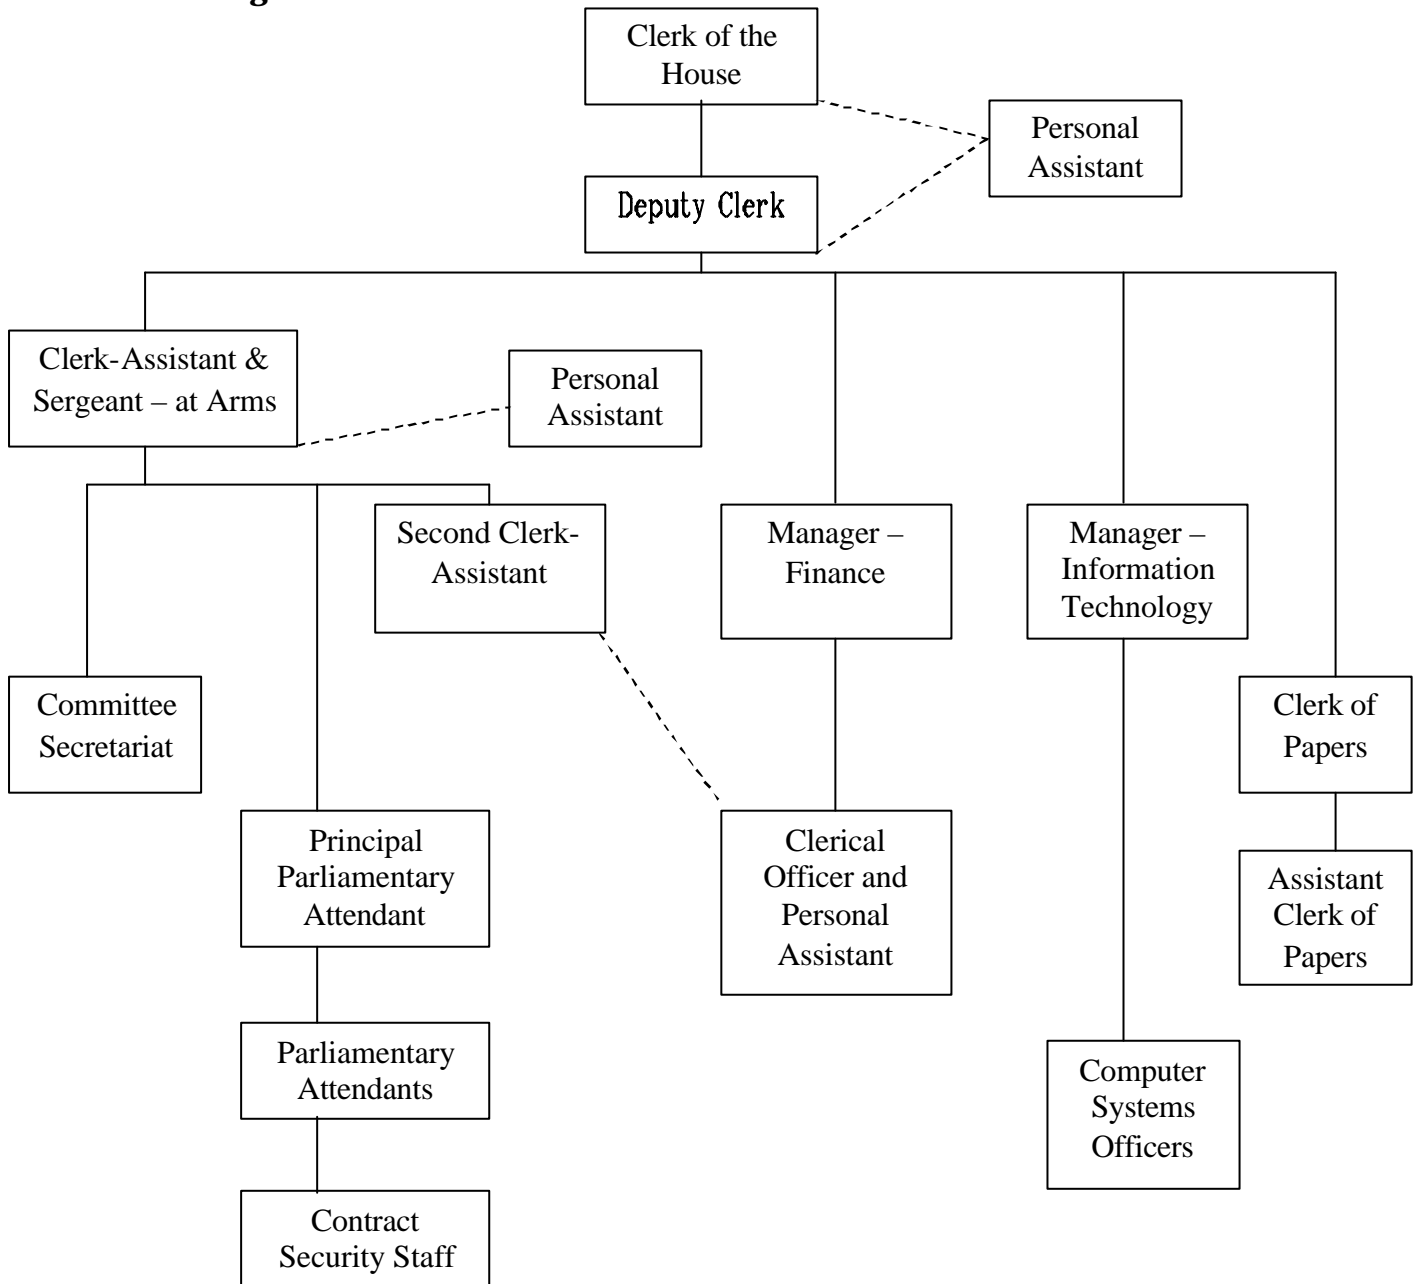 Clerk of the
House
Personal
Assistant
Deputy Clerk
Clerk-Assistant &
Sergeant – at Arms
Personal
Assistant
Second Clerk-
Assistant
Manager –
Finance
Manager –
Information
Technology
Committee
Secretariat
Clerk of
Papers
Principal
Parliamentary
Attendant
Clerical
Officer and
Personal
Assistant
Assistant
Clerk of
Papers
Parliamentary
Attendants
Computer
Systems
Officers
Contract
Security Staff